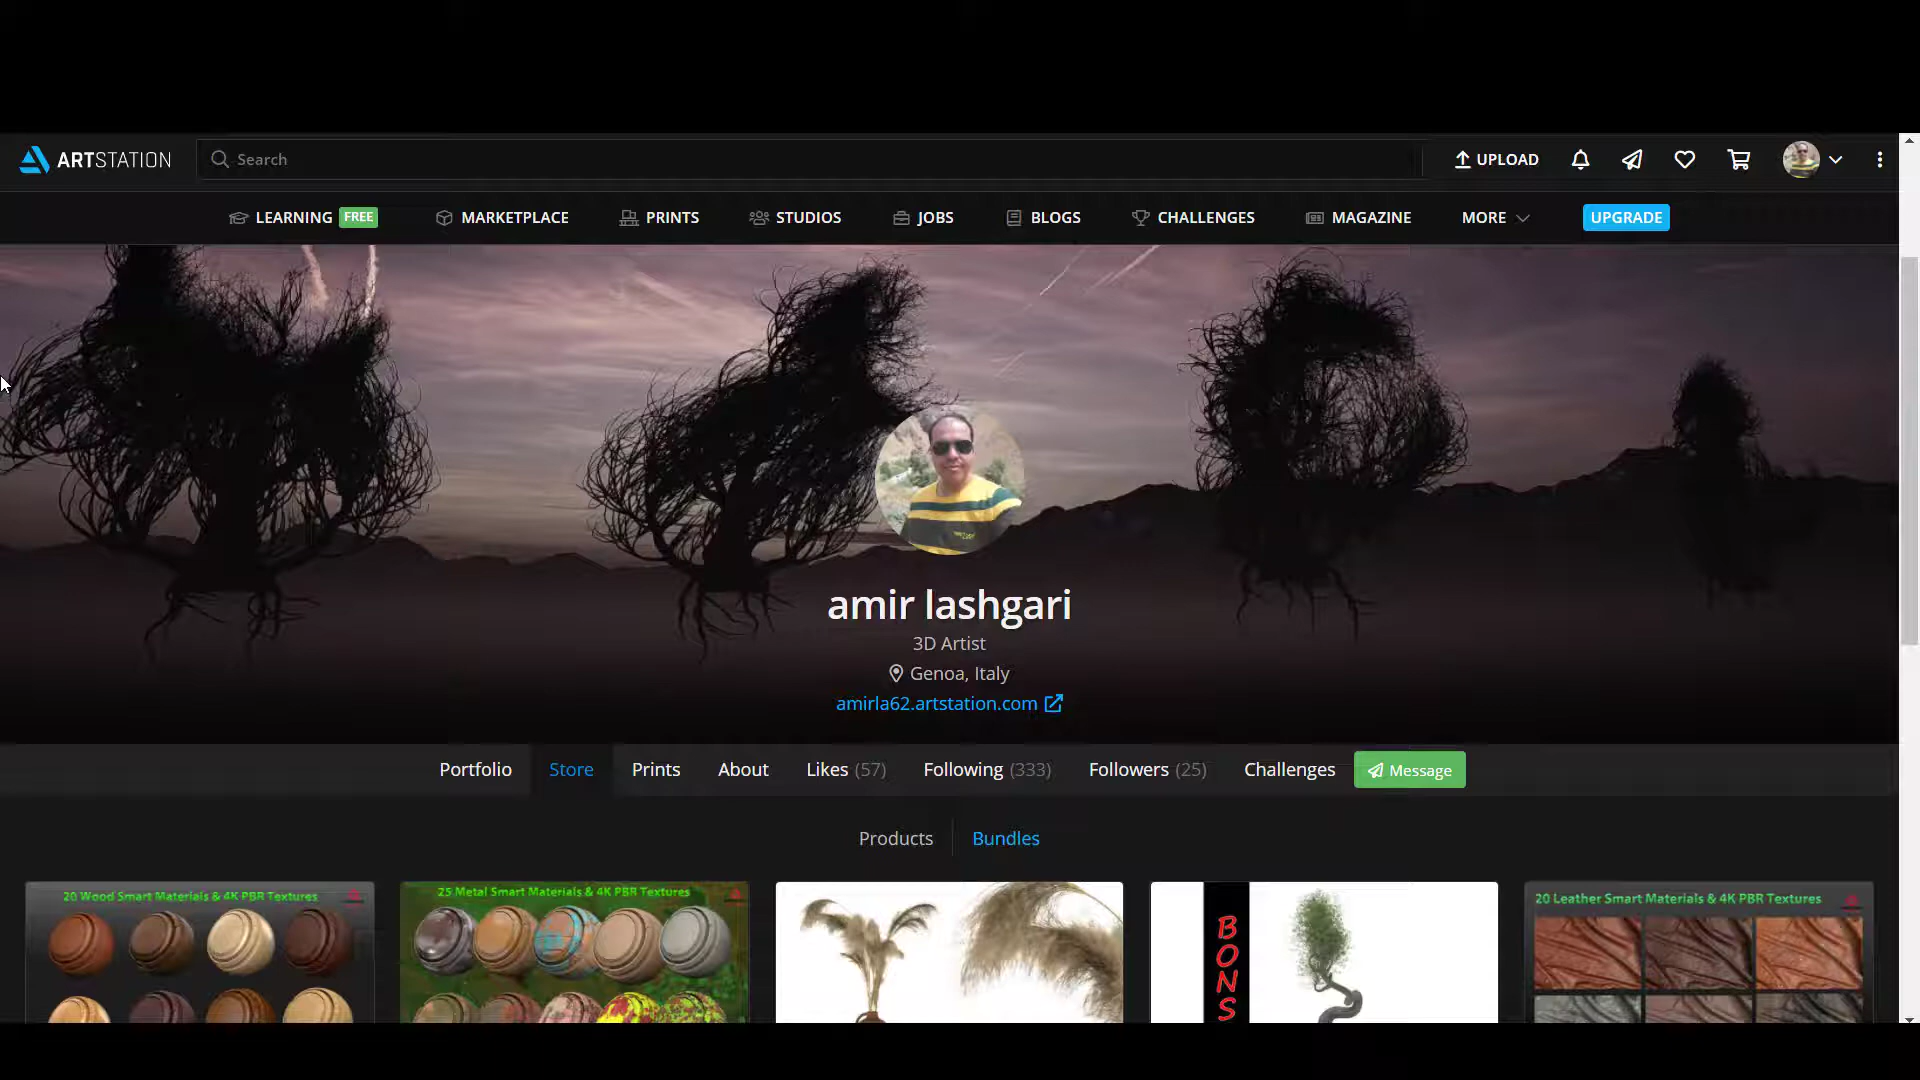 ARTSTATION
Search
UPLOAD
LEARNING FREE
MARKETPLACE
PRINTS
STUDIOS
JOBS
BLOGS
CHALLENGES
MAGAZINE
MORE
UPGRADE
amir lashgari
3D Artist
Genoa, Italy
amirla62.artstation.com
Portfolio
Store
Prints
About
Likes (57)
Following (333)
Followers (25)
Challenges
Message
Products
Bundles
20 Wood Smart Materials & 4K PBR Textures
25 Metal Smart Materials & 4K PBR Textures
BONS
20 Leather Smart Materials & 4K PBR Textures